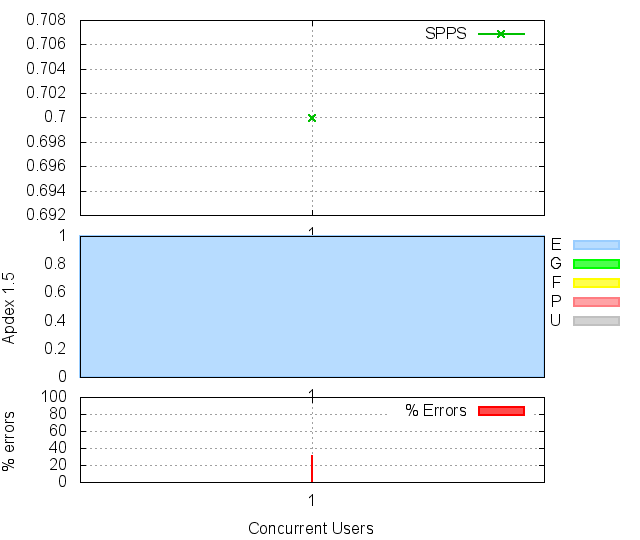 0.708
0.706
0.704
0.702
0.7
0.698
0.696
0.694
0.692
SPPS
1
Apdex 1.5
1
0.8
0.6
0.4
0.2
0
E
G
F
P
U
1
% errors
100
80
60
40
20
0
% Errors
1
Concurrent Users